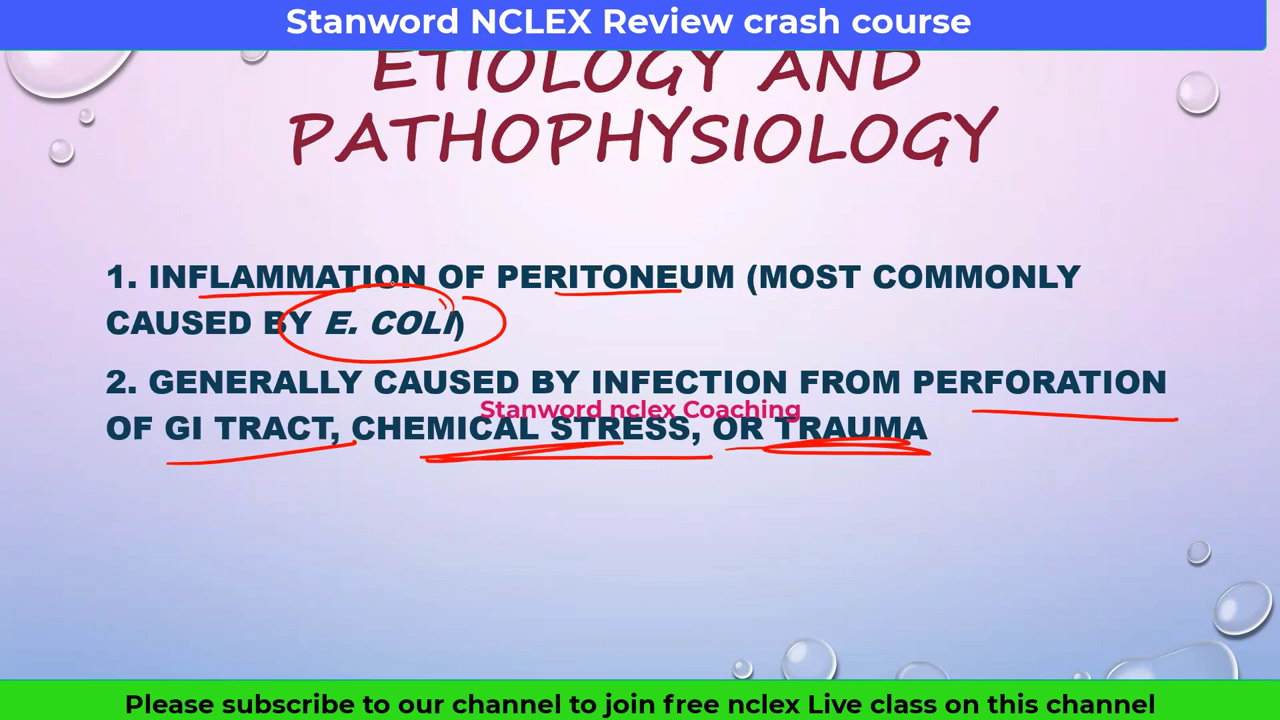 Stanword NCLEX Review crash course
ETIOLOGY AND
PATHOPHYSIOLOGY
1. INFLAMMATION OF PERITONEUM (MOST COMMONLY
CAUSED BY E. COLI)
2. GENERALLY CAUSED BY INFECTION FROM PERFORATION
Stanword nclex Coaching
OF GI TRACT, CHEMICAL STRESS, OR TRAUMA
Please subscribe to our channel to join free nclex Live class on this channel